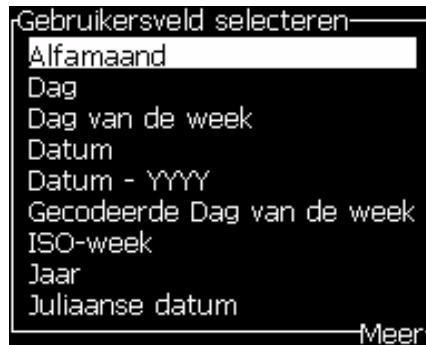 Gebruikersveld selecteren
Alfamaand
Dag
Dag van de week
Datum
Datum - YYYY
Gecodeerde Dag van de week
ISO-week
Jaar
Juliaanse datum
Meer